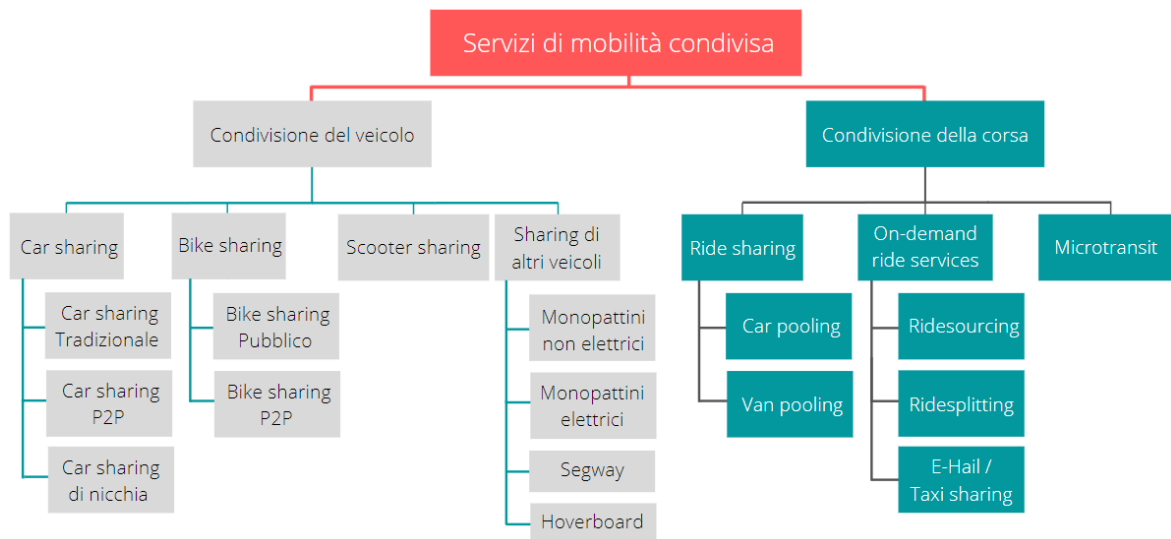 Servizi di mobilità condivisa
Condivisione del veicolo
Condivisione della corsa
Car sharing
Bike sharing
Scooter sharing
Sharing di
altri veicoli
Ride sharing
On-demand
ride services
Microtransit
Car sharing
Tradizionale
Car sharing
P2P
Car sharing
di nicchia
Bike sharing
Pubblico
Bike sharing
P2P
Monopattini
non elettrici
Monopattini
elettrici
Segway
Hoverboard
Car pooling
Van pooling
Ridesourcing
Ridesplitting
E-Hail /
Taxi sharing